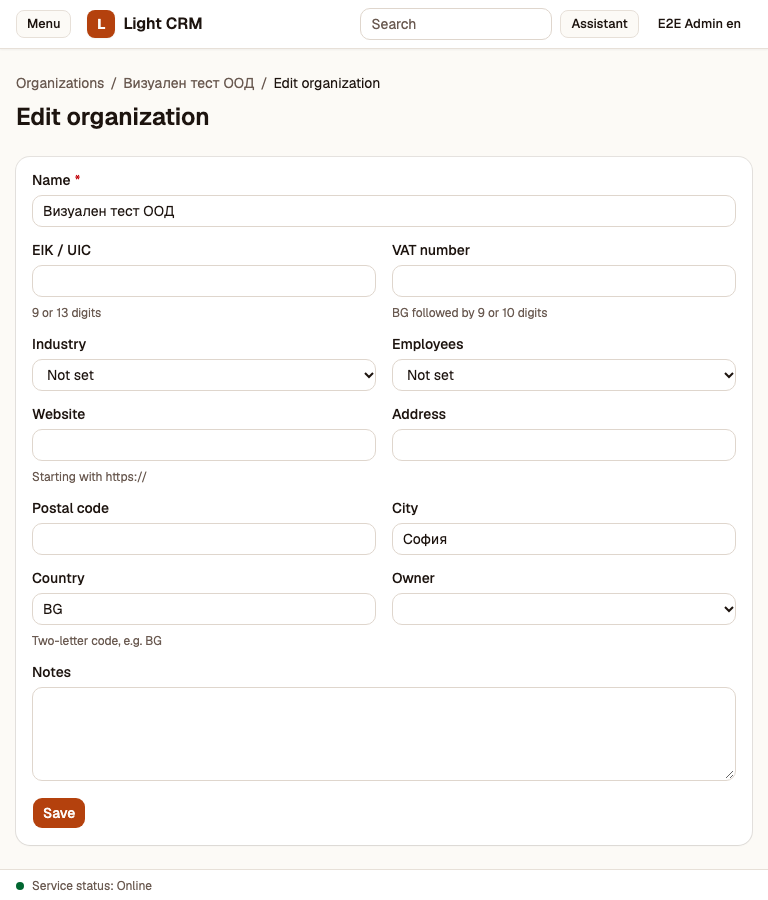 Menu L Light CRM Search Assistant E2E Admin en
Organizations / Визуален тест ООД / Edit organization
Edit organization
Name *
Визуален тест ООД
EIK / UIC VAT number
9 or 13 digits BG followed by 9 or 10 digits
Industry Employees
Not set Not set
Website Address
Starting with https://
Postal code City
София
Country Owner
BG
Two-letter code, e.g. BG
Notes
Save
Service status: Online